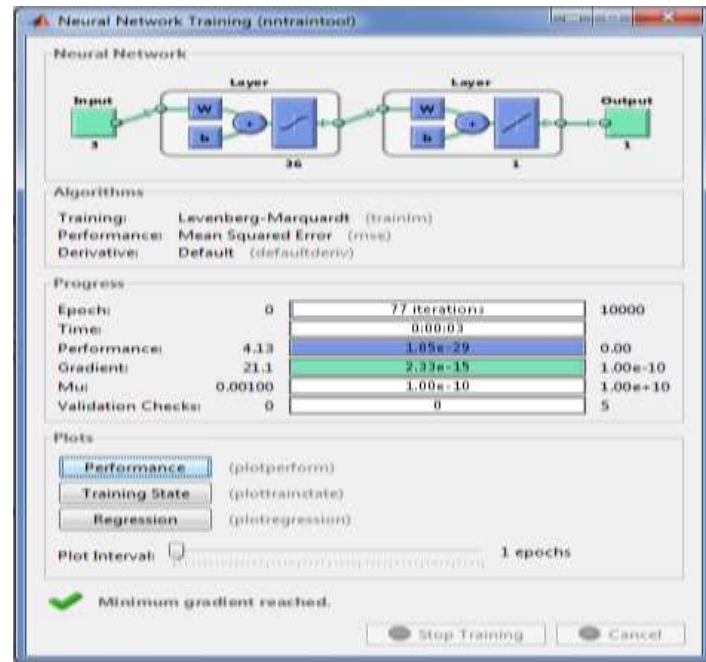 Neural Network Training (nntraintool)
Neural Network
Layer Layer
Input Output
W W
b b
+ +
3 36 1 1
Algorithms
Training: Levenberg-Marquardt (trainlm)
Performance: Mean Squared Error (mse)
Derivative: Default (defaultderiv)
Progress
Epoch: 0 77 iterations 10000
Time: 0:00:03
Performance: 4.13 1.05e-29 0.00
Gradient: 21.1 2.33e-15 1.00e-10
Mu: 0.00100 1.00e-10 1.00e+10
Validation Checks: 0 0 5
Plots
Performance (plotperform)
Training State (plottrainstate)
Regression (plotregression)
Plot Interval: 1 epochs
Minimum gradient reached.
Stop Training Cancel